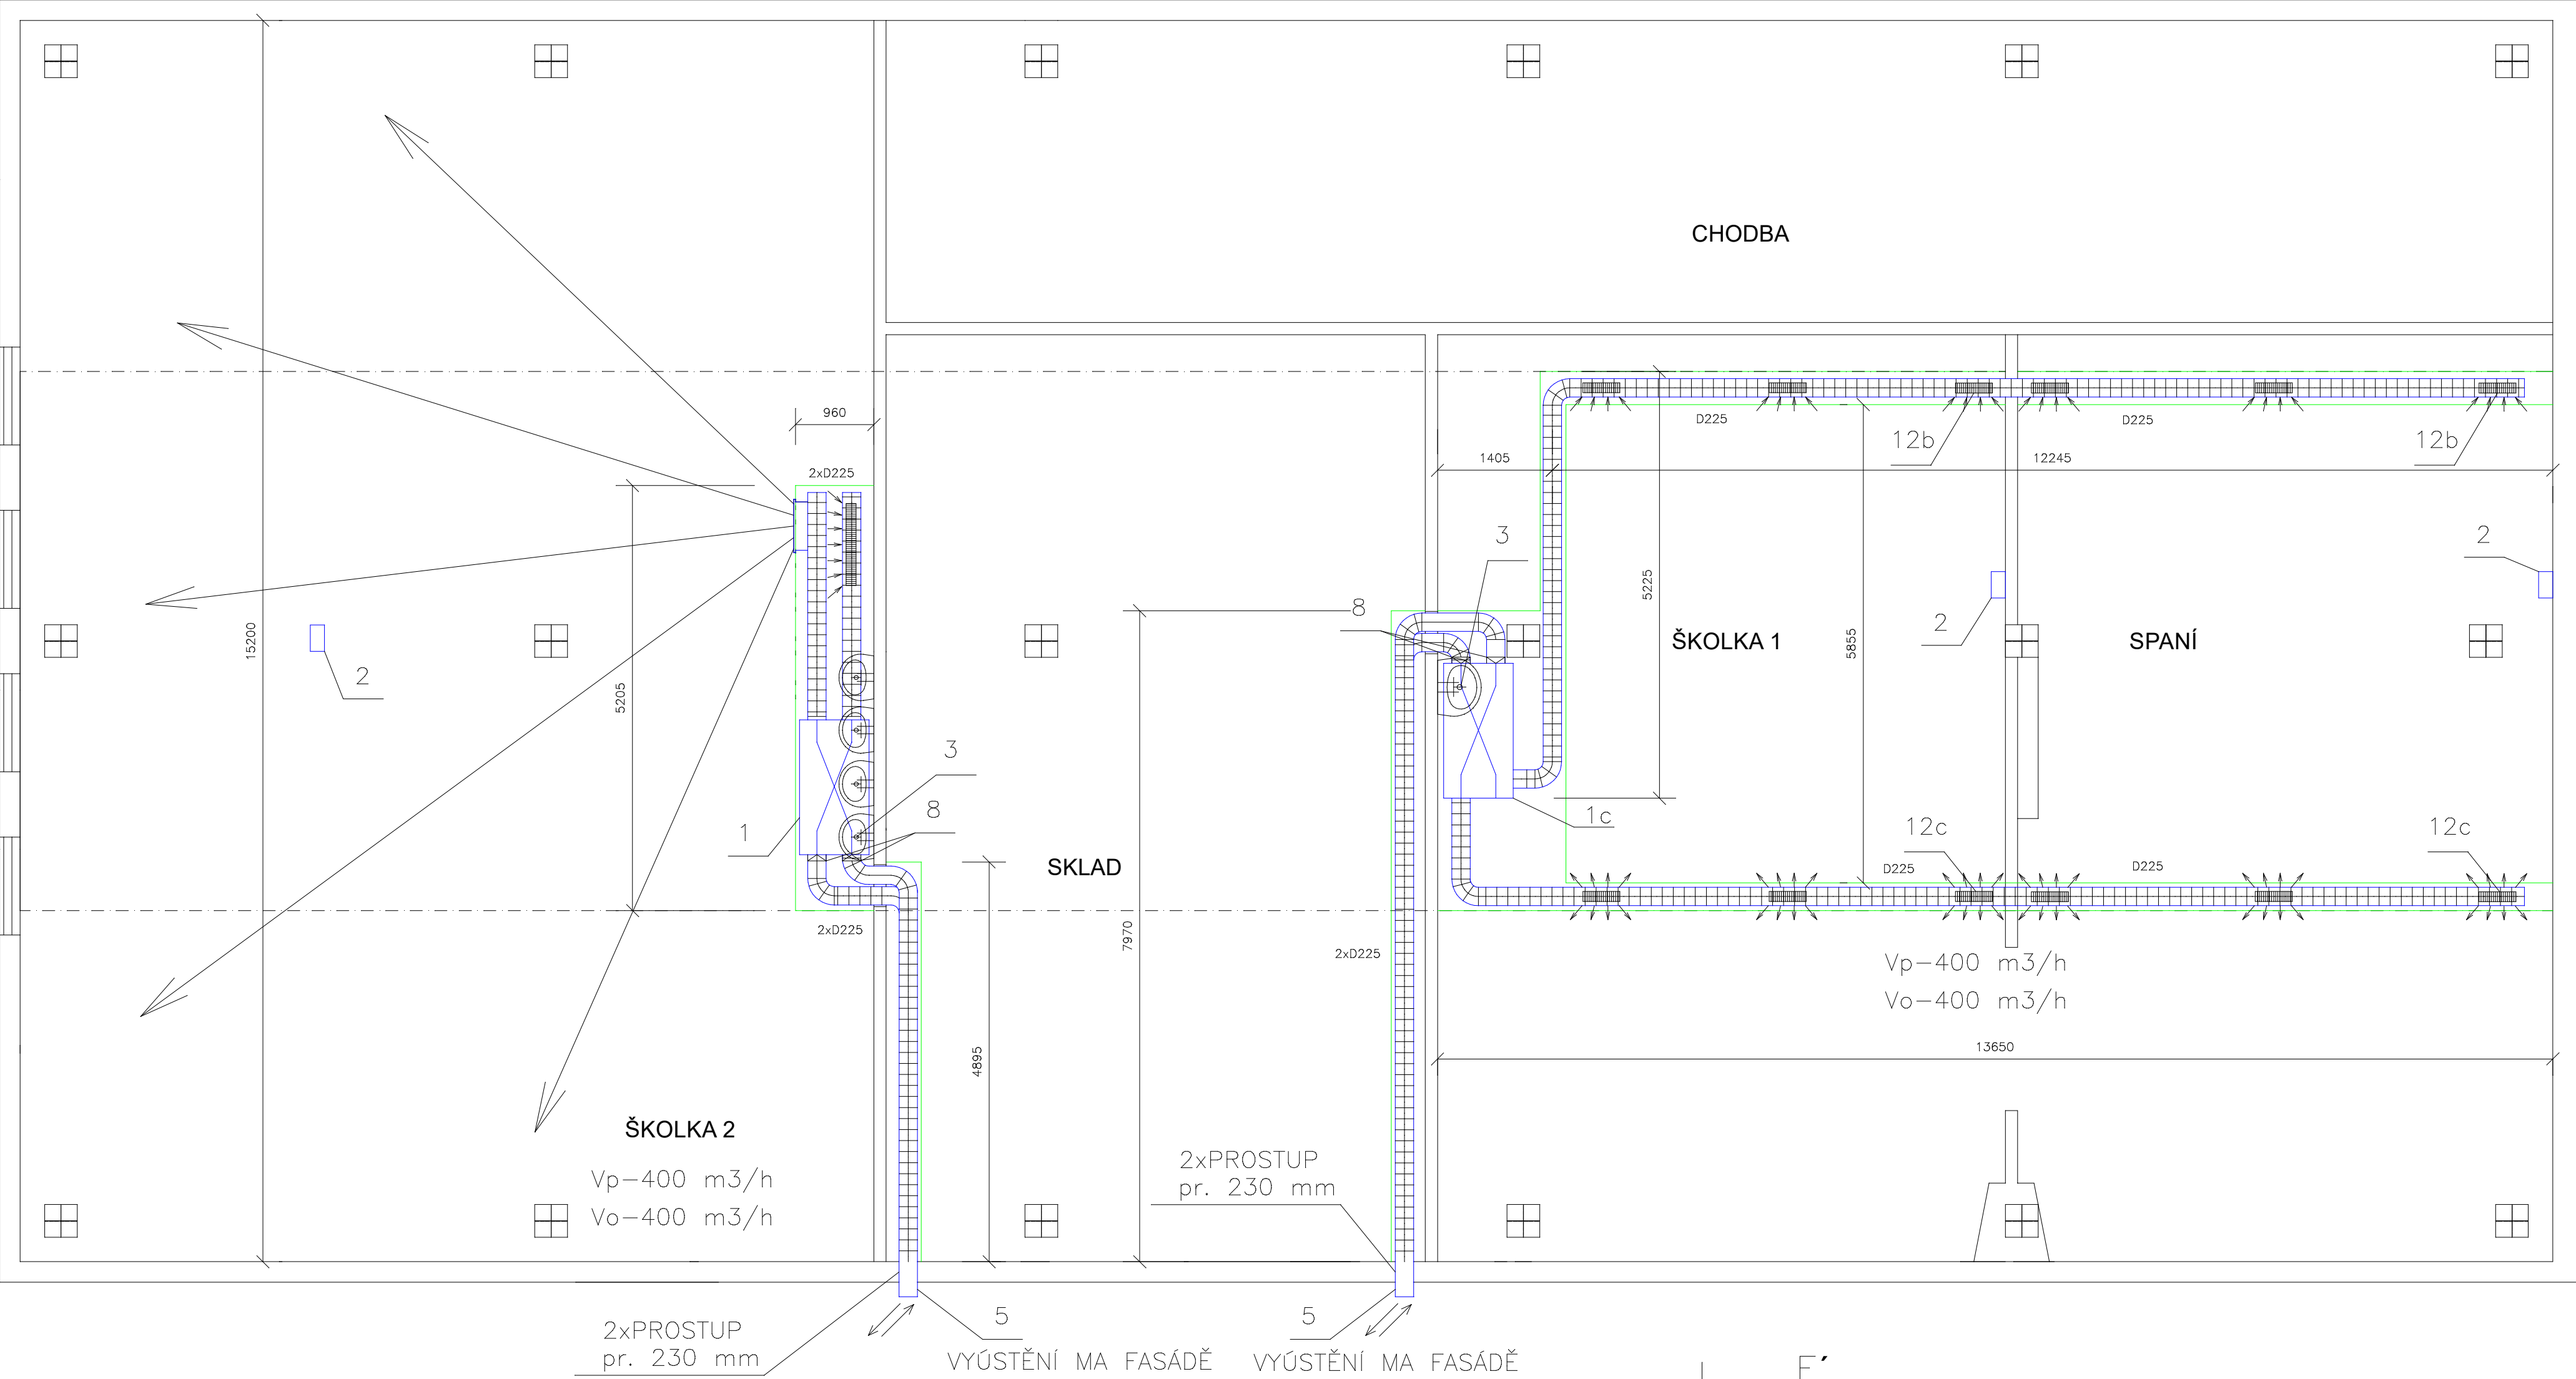 CHODBA
960
2xD225
D225
12b
D225
12b
1405
12245
3
2
5225
8
15200
2
5205
ŠKOLKA 1
5855
2
SPANÍ
3
8
1
1c
SKLAD
12c
12c
D225
D225
2xD225
7970
2xD225
Vp-400 m3/h
Vo-400 m3/h
4895
13650
ŠKOLKA 2
Vp-400 m3/h
Vo-400 m3/h
2xPROSTUP
pr. 230 mm
5
5
2xPROSTUP
pr. 230 mm
VYÚSTĚNÍ MA FASÁDĚ
VYÚSTĚNÍ MA FASÁDĚ